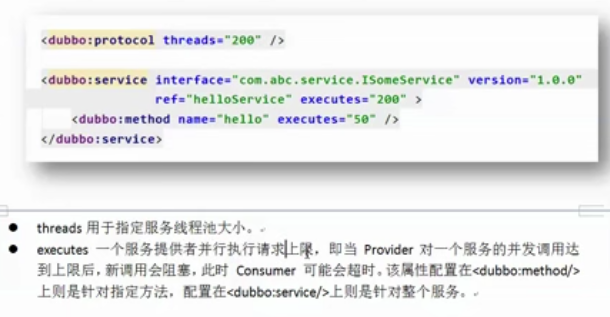 <dubbo:protocol threads="200" />
<dubbo:service interface="com.abc.service.ISomeService" version="1.0.0"
ref="helloService" executes="200" >
<dubbo:method name="hello" executes="50" />
</dubbo:service>
● threads 用于指定服务线程池大小。
● executes 一个服务提供者并行执行请求上限，即当 Provider 对一个服务的并发调用达
到上限后，新调用会阻塞，此时 Consumer 可能会超时。该属性配置在<dubbo:method/>
上则是针对指定方法，配置在<dubbo:service/>上则是针对整个服务。